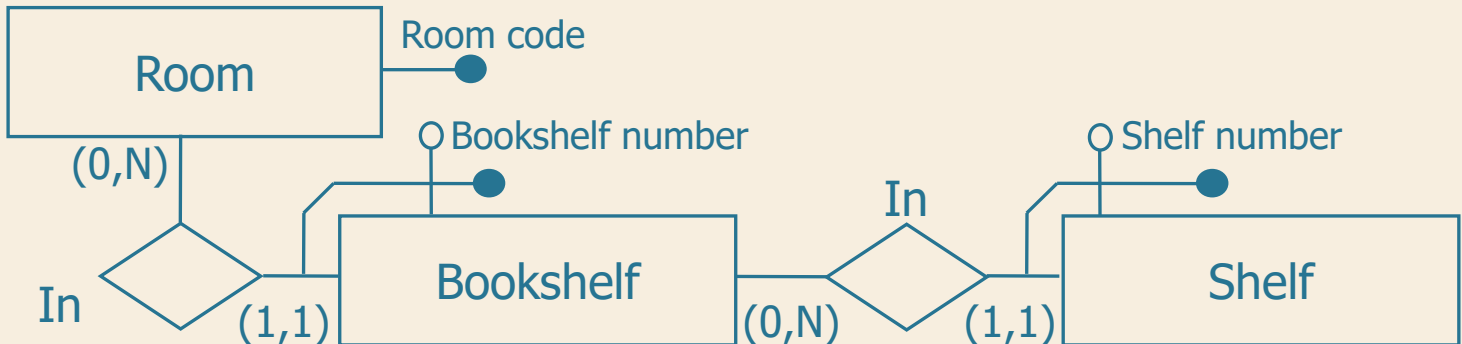 Room code
Room
(0,N)
Bookshelf number
Shelf number
In
In
Bookshelf
Shelf
(1,1)
(0,N)
(1,1)